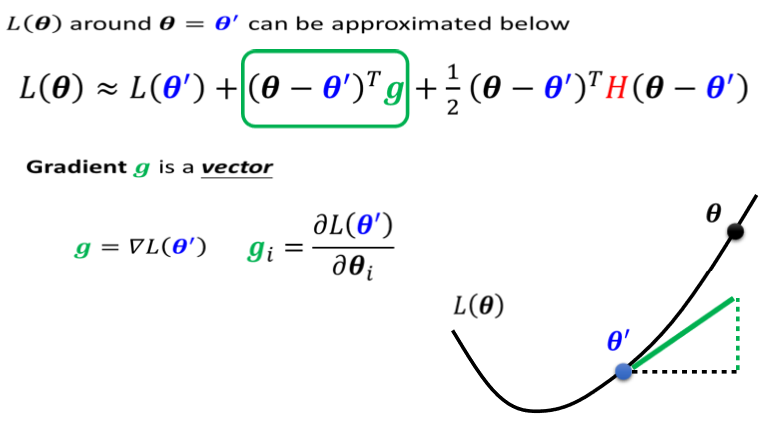 L(θ) around θ = θ′ can be approximated below
L(θ) ≈ L(θ′) + (θ − θ′)ᵀg + 1/2 (θ − θ′)ᵀH(θ − θ′)
Gradient g is a vector
g = ∇L(θ′) gᵢ = ∂L(θ′)/∂θᵢ
θ
L(θ)
θ′